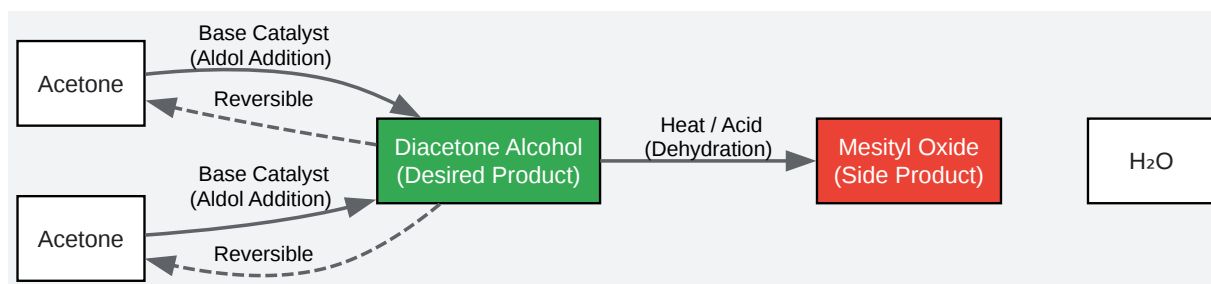 Base Catalyst
(Aldol Addition)
Acetone
Reversible
Base Catalyst
(Aldol Addition)
Acetone
Reversible
Diacetone Alcohol
(Desired Product)
Heat / Acid
(Dehydration)
Mesityl Oxide
(Side Product)
H₂O